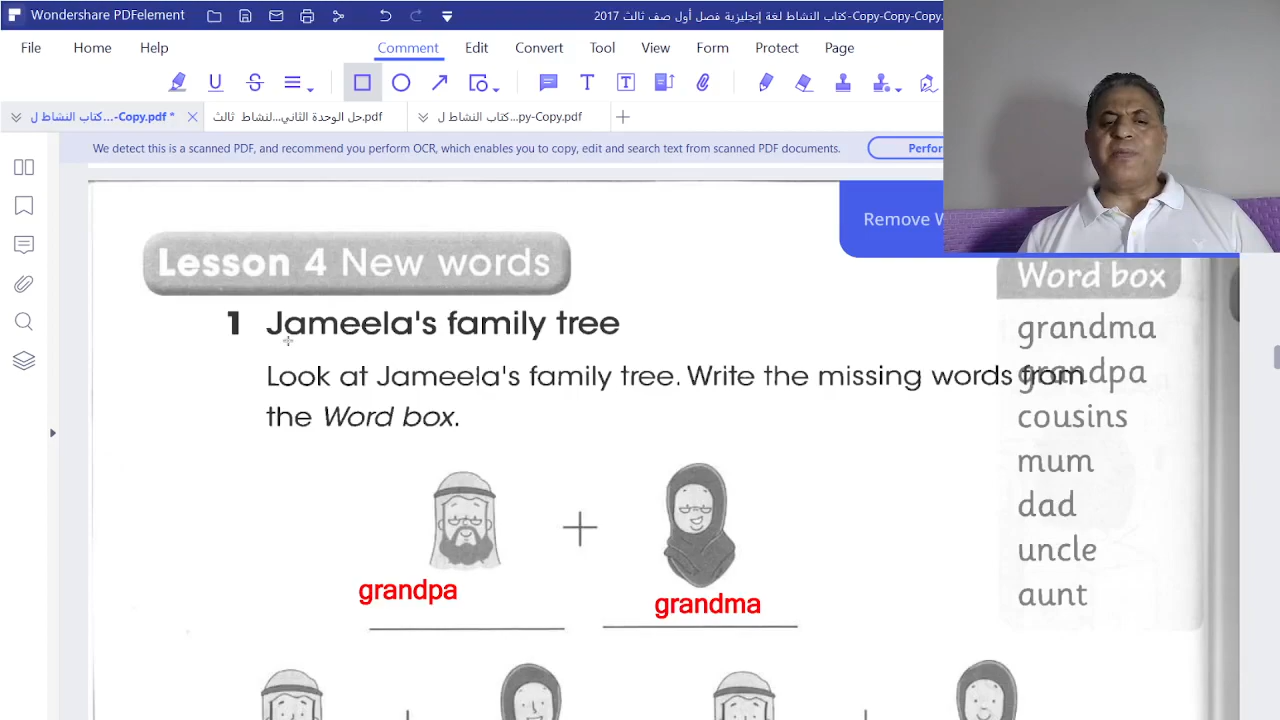 Wondershare PDFelement
كتاب النشاط لغة إنجليزية فصل أول صف ثالث 2017-Copy-Copy-Copy.
File Home Help Comment Edit Convert Tool View Form Protect Page
كتاب النشاط ل...-Copy.pdf *
حل الوحدة الثاني...لنشاط ثالث.pdf
كتاب النشاط ل...py-Copy.pdf
We detect this is a scanned PDF, and recommend you perform OCR, which enables you to copy, edit and search text from scanned PDF documents.
Perfor
Remove W
Lesson 4 New words
1 Jameela's family tree
Look at Jameela's family tree. Write the missing words from
the Word box.
grandpa
grandma
Word box
grandma
grandpa
cousins
mum
dad
uncle
aunt